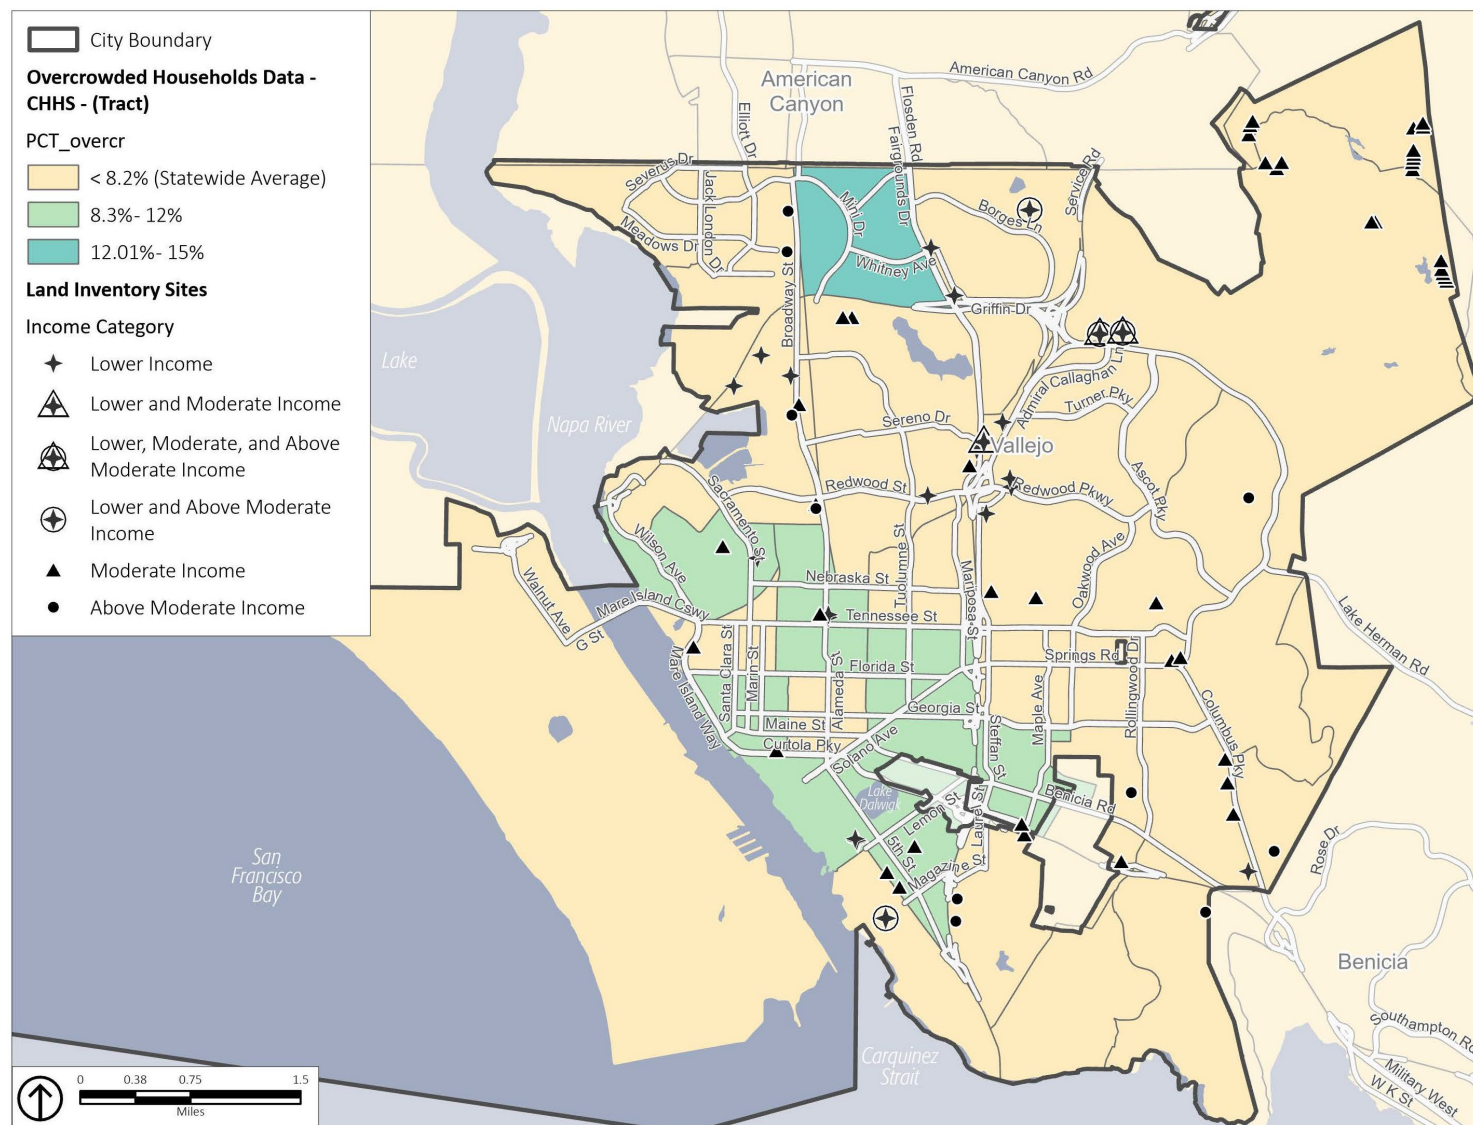 City Boundary
Overcrowded Households Data -
CHHS - (Tract)
PCT_overcr
< 8.2% (Statewide Average)
8.3%- 12%
12.01%- 15%
Land Inventory Sites
Income Category
Lower Income
Lower and Moderate Income
Lower, Moderate, and Above
Moderate Income
Lower and Above Moderate
Income
Moderate Income
Above Moderate Income
American
Canyon
American Canyon Rd
Elliott Dr
Flosden Rd
Fairgrounds Dr
Severus Dr
Jack London Dr
Meadows Dr
Mini Dr
Whitney Ave
Borges Ln
Service Rd
Broadway St
Griffin Dr
Lake
Napa River
Admiral Callaghan Ln
Turner Pky
Sereno Dr
Vallejo
Ascot Pky
Redwood St
Redwood Pkwy
Sacramento St
Wilson Ave
Tuolumne St
Mariposa St
Oakwood Ave
Nebraska St
Walnut Ave
Mare Island Cswy
G St
Tennessee St
Lake Herman Rd
Springs Rd
Florida St
Santa Clara St
Marin St
Alameda St
Mare Island Way
Maple Ave
Rollingwood Dr
Columbus Pky
Georgia St
Maine St
Curtola Pky
Solano Ave
Steffan St
Lake
Dalwigk
Lemon St
Laurel St
Benicia Rd
5th St
Magazine St
Rose Dr
San
Francisco
Bay
Benicia
Carquinez
Strait
Southampton Rd
Military West
W K St
0 0.38 0.75 1.5
Miles